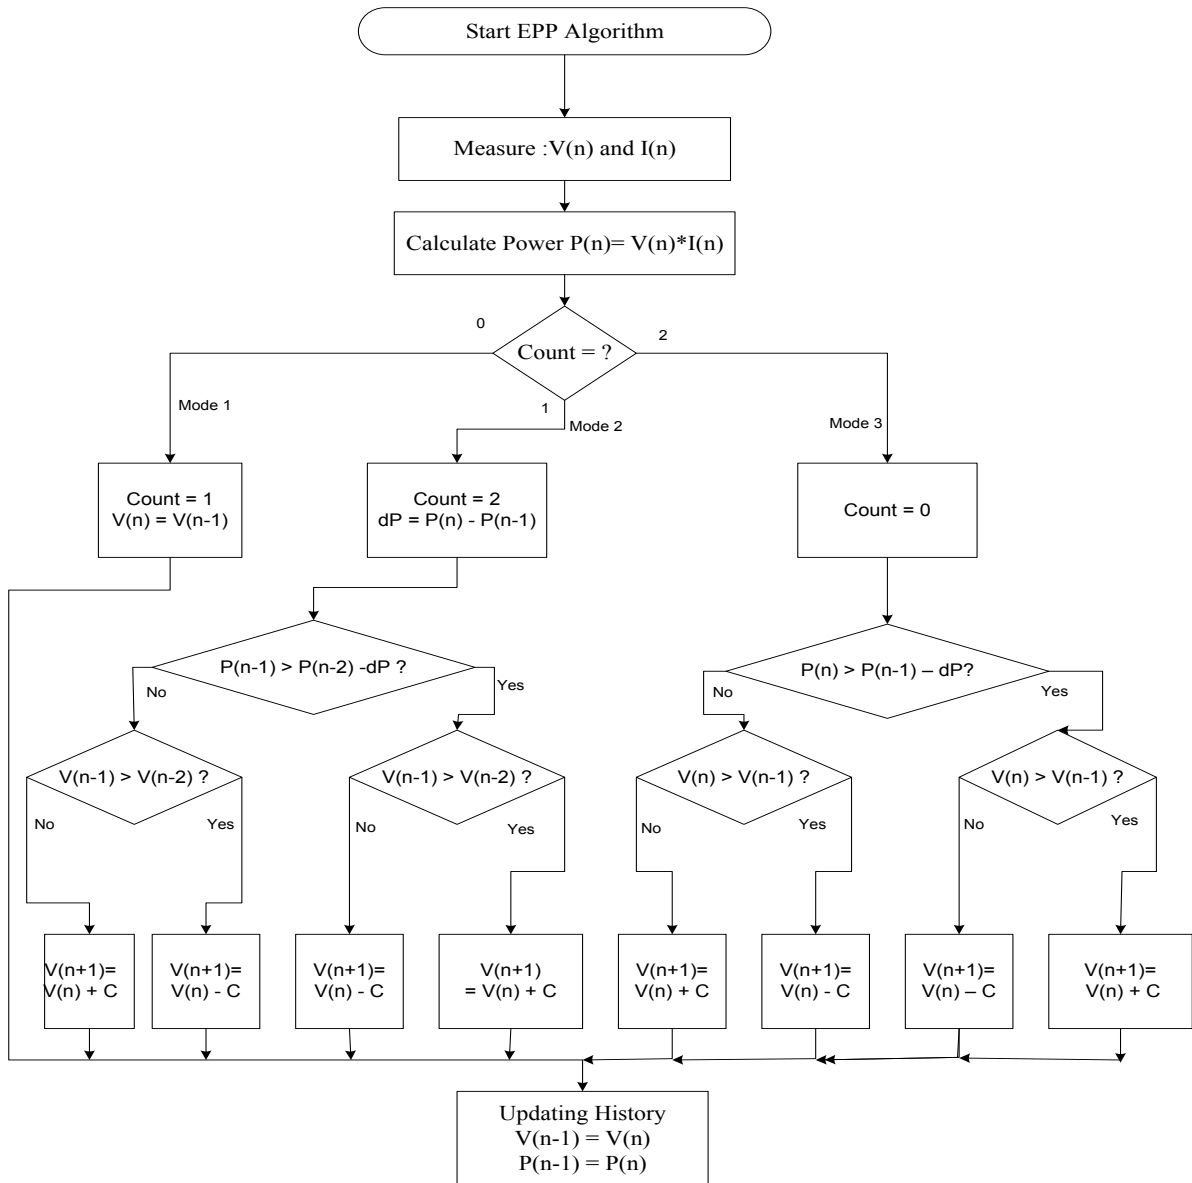 Start EPP Algorithm
Measure :V(n) and I(n)
Calculate Power P(n)= V(n)*I(n)
0
2
Count = ?
1
Mode 1
Mode 2
Mode 3
Count = 1
V(n) = V(n-1)
Count = 2
dP = P(n) - P(n-1)
Count = 0
P(n-1) > P(n-2) -dP ?
No
Yes
P(n) > P(n-1) – dP?
No
Yes
V(n-1) > V(n-2) ?
No
Yes
V(n-1) > V(n-2) ?
No
Yes
V(n) > V(n-1) ?
No
Yes
V(n) > V(n-1) ?
No
Yes
V(n+1)=
V(n) + C
V(n+1)=
V(n) - C
V(n+1)=
V(n) - C
V(n+1)
= V(n) + C
V(n+1)=
V(n) + C
V(n+1)=
V(n) - C
V(n+1)=
V(n) – C
V(n+1)=
V(n) + C
Updating History
V(n-1) = V(n)
P(n-1) = P(n)